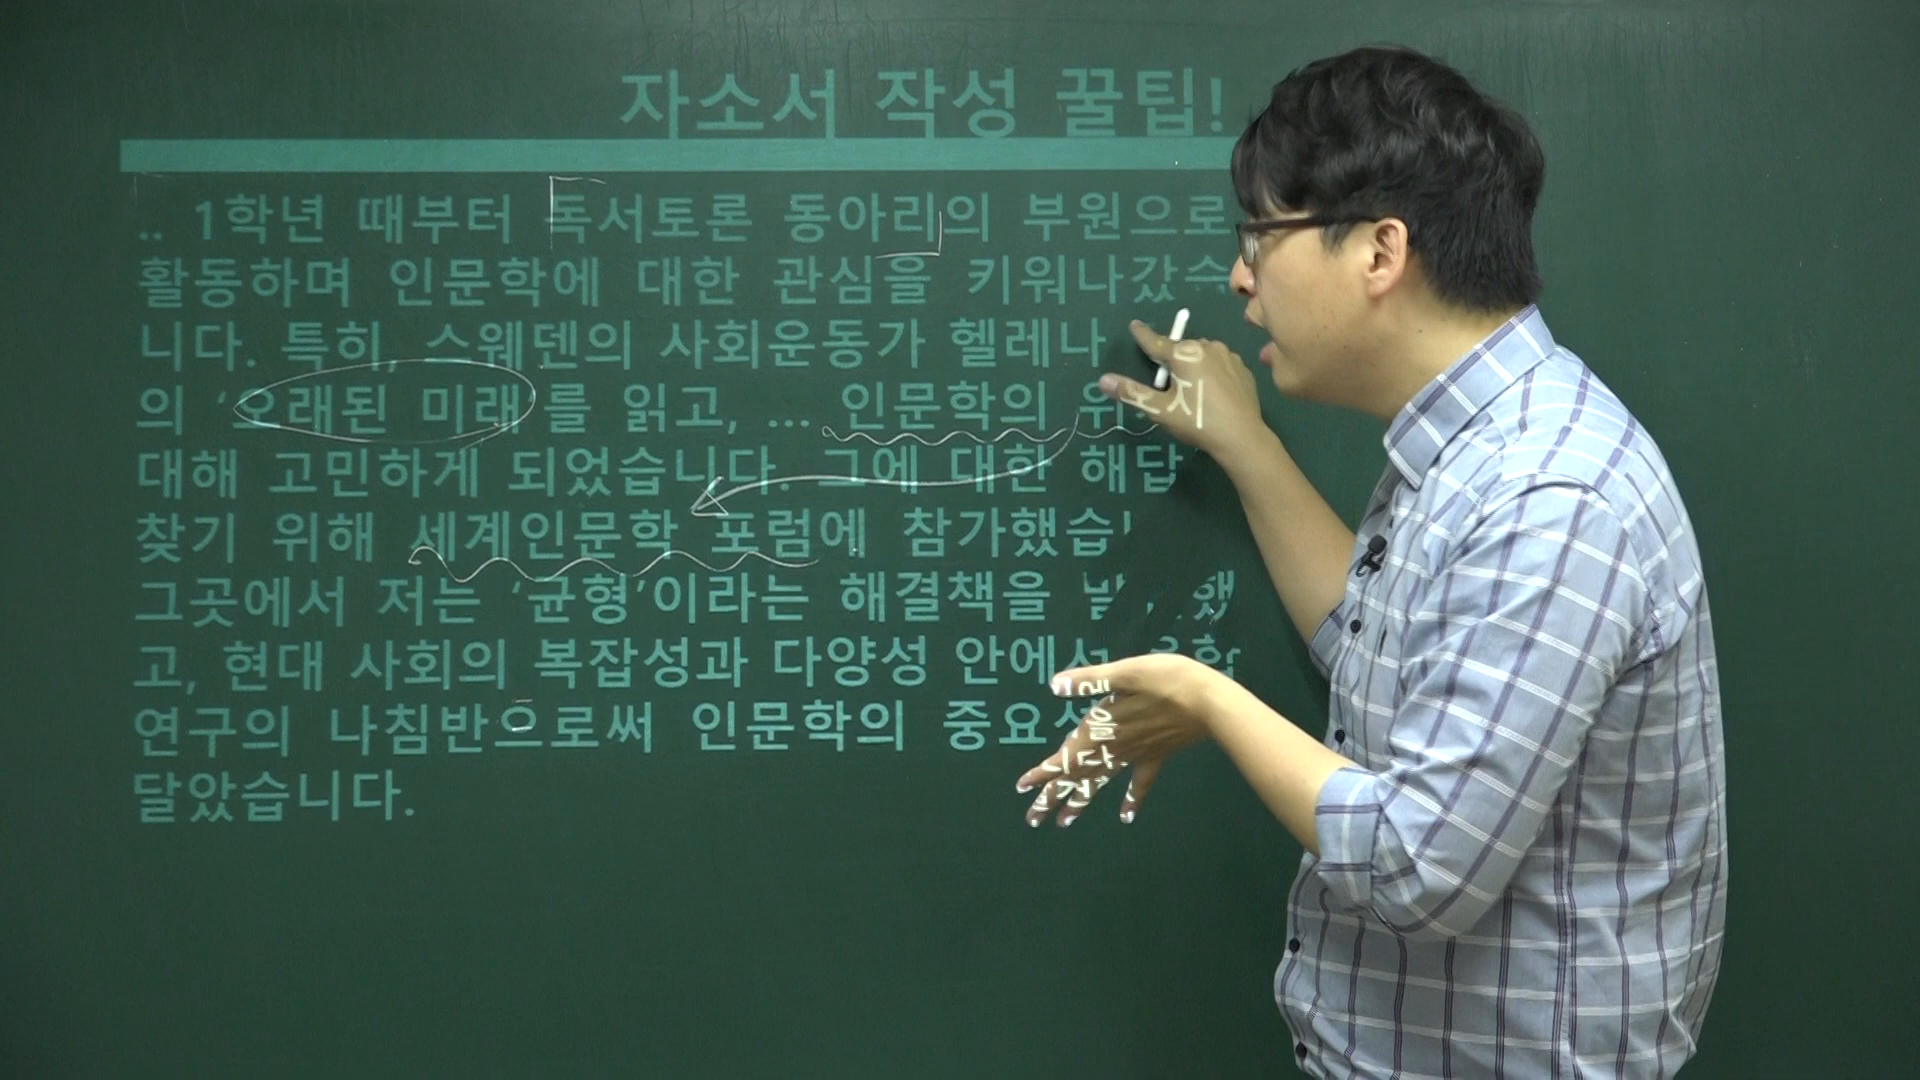 자소서 작성 꿀팁!
.. 1학년 때부터 독서토론 동아리의 부원으로
활동하며 인문학에 대한 관심을 키워나갔습
니다. 특히, 스웨덴의 사회운동가 헬레나
의 ‘오래된 미래’를 읽고, ... 인문학의
대해 고민하게 되었습니다. 그에 대한 해답
찾기 위해 세계인문학 포럼에
그곳에서 저는 ‘균형’이라는 해결책을
고, 현대 사회의 복잡성과 다양성 안에서
연구의 나침반으로써 인문학의
달았습니다.